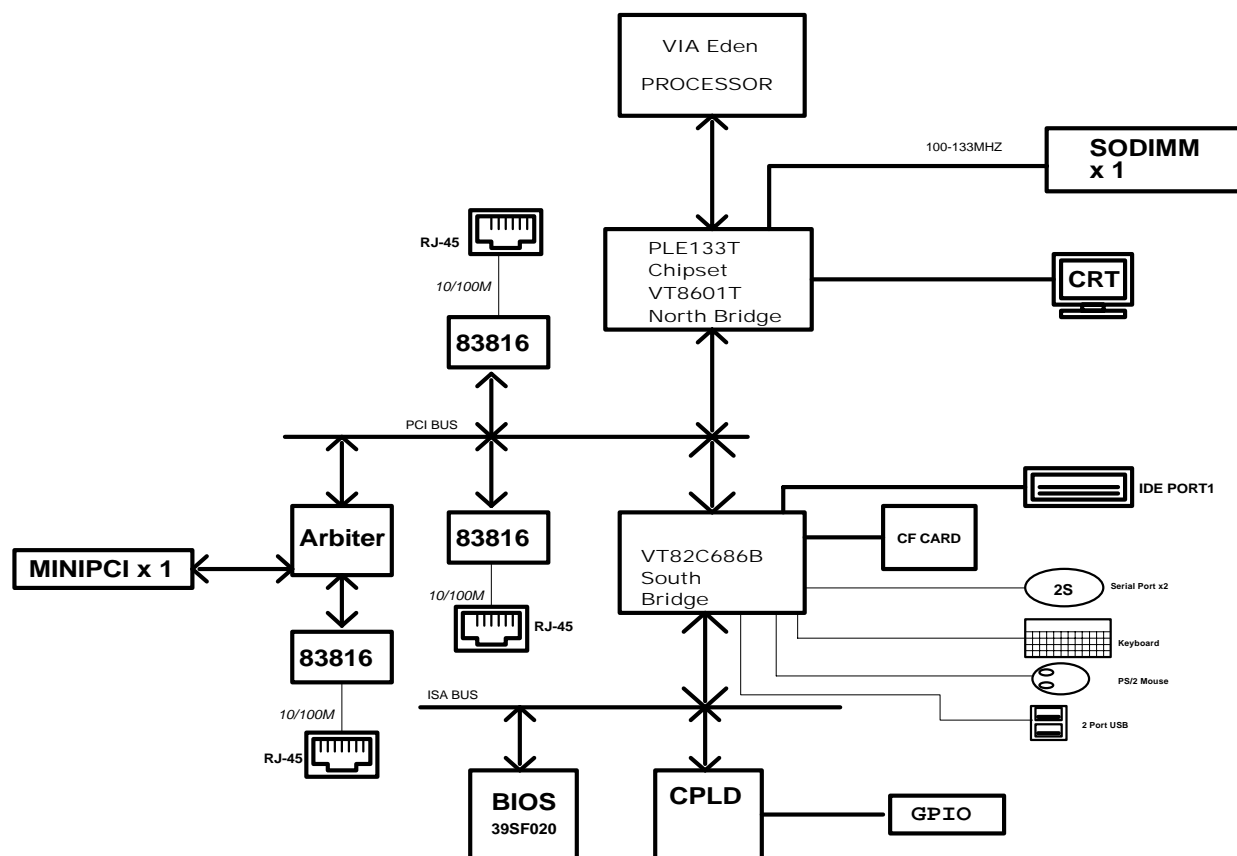 VIA Eden
PROCESSOR
100-133MHZ
SODIMM
x 1
RJ-45
PLE133T
Chipset
VT8601T
North Bridge
CRT
10/100M
83816
PCI BUS
IDE PORT1
Arbiter
83816
CF CARD
MINIPCI x 1
VT82C686B
South
Bridge
2S
Serial Port x2
10/100M
RJ-45
83816
Keyboard
PS/2 Mouse
ISA BUS
10/100M
2 Port USB
RJ-45
BIOS
39SF020
CPLD
GPIO